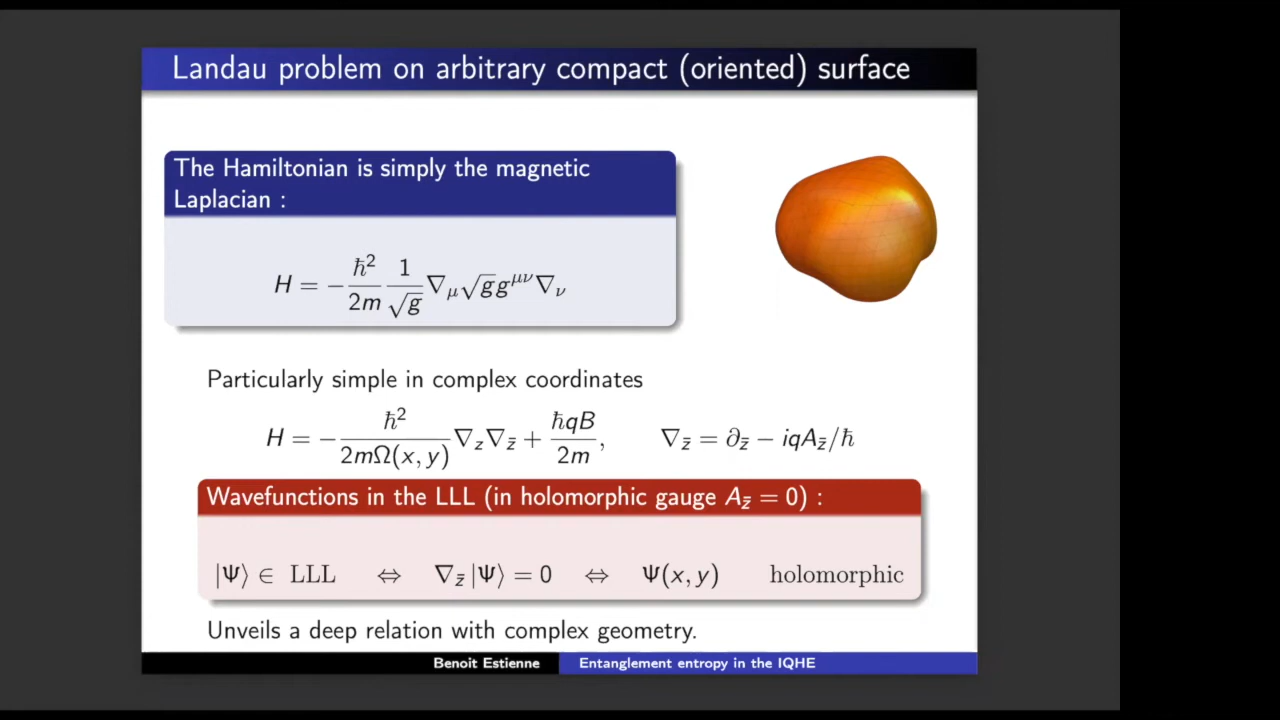 Landau problem on arbitrary compact (oriented) surface
The Hamiltonian is simply the magnetic
Laplacian :
H = −ℏ²/2m 1/√g ∇_μ √g g^{μν} ∇_ν
Particularly simple in complex coordinates
H = −ℏ²/2mΩ(x, y) ∇_z ∇_z̄ + ℏqB/2m, ∇_z̄ = ∂_z̄ − iqA_z̄/ℏ
Wavefunctions in the LLL (in holomorphic gauge A_z̄ = 0) :
|Ψ⟩ ∈ LLL ⇔ ∇_z̄ |Ψ⟩ = 0 ⇔ Ψ(x, y) holomorphic
Unveils a deep relation with complex geometry.
Benoit Estienne Entanglement entropy in the IQHE